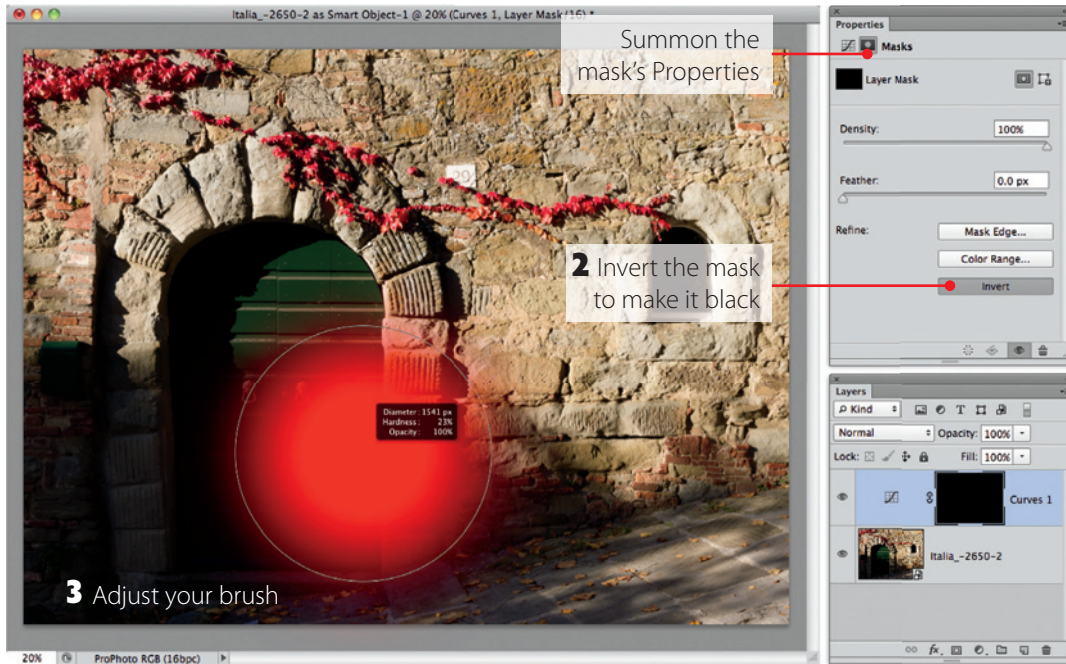 Italia_-2650-2 as Smart Object-1 @ 20% (Curves 1, Layer Mask/16) *
Summon the
mask's Properties
2 Invert the mask
to make it black
Diameter: 1541 px
Hardness: 23%
Opacity: 100%
3 Adjust your brush
20%
ProPhoto RGB (16bpc)
Properties
Masks
Layer Mask
Density: 100%
Feather: 0.0 px
Refine: Mask Edge...
Color Range...
Invert
Layers
Kind
Normal Opacity: 100%
Lock: Fill: 100%
Curves 1
Italia_-2650-2